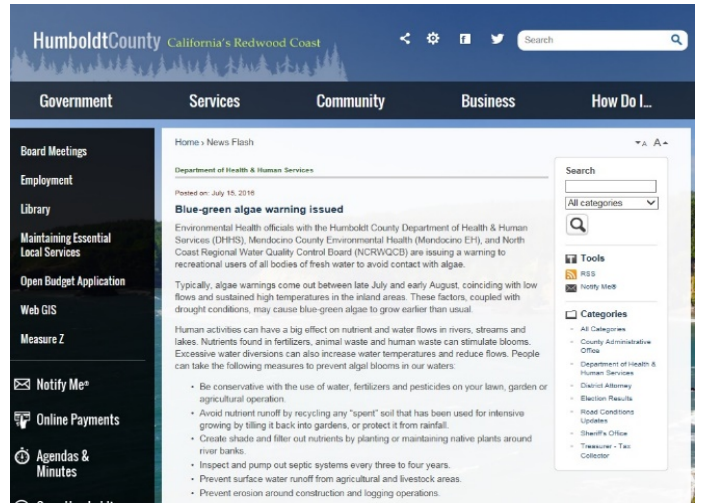 HumboldtCounty California's Redwood Coast
Search
Government
Services
Community
Business
How Do I...
Board Meetings
Employment
Library
Maintaining Essential
Local Services
Open Budget Application
Web GIS
Measure Z
Notify Me®
Online Payments
Agendas &
Minutes
Home › News Flash
Department of Health & Human Services
Posted on: July 15, 2016
Blue-green algae warning issued
Environmental Health officials with the Humboldt County Department of Health & Human
Services (DHHS), Mendocino County Environmental Health (Mendocino EH), and North
Coast Regional Water Quality Control Board (NCRWQCB) are issuing a warning to
recreational users of all bodies of fresh water to avoid contact with algae.
Typically, algae warnings come out between late July and early August, coinciding with low
flows and sustained high temperatures in the inland areas. These factors, coupled with
drought conditions, may cause blue-green algae to grow earlier than usual.
Human activities can have a big effect on nutrient and water flows in rivers, streams and
lakes. Nutrients found in fertilizers, animal waste and human waste can stimulate blooms.
Excessive water diversions can also increase water temperatures and reduce flows. People
can take the following measures to prevent algal blooms in our waters:
• Be conservative with the use of water, fertilizers and pesticides on your lawn, garden or
agricultural operation.
• Avoid nutrient runoff by recycling any "spent" soil that has been used for intensive
growing by tilling it back into gardens, or protect it from rainfall.
• Create shade and filter out nutrients by planting or maintaining native plants around
river banks.
• Inspect and pump out septic systems every three to four years.
• Prevent surface water runoff from agricultural and livestock areas.
• Prevent erosion around construction and logging operations.
A A
Search
All categories
Tools
RSS
Notify Me®
Categories
All Categories
County Administrative
Office
Department of Health &
Human Services
District Attorney
Election Results
Road Conditions
Updates
Sheriff's Office
Treasurer - Tax
Collector